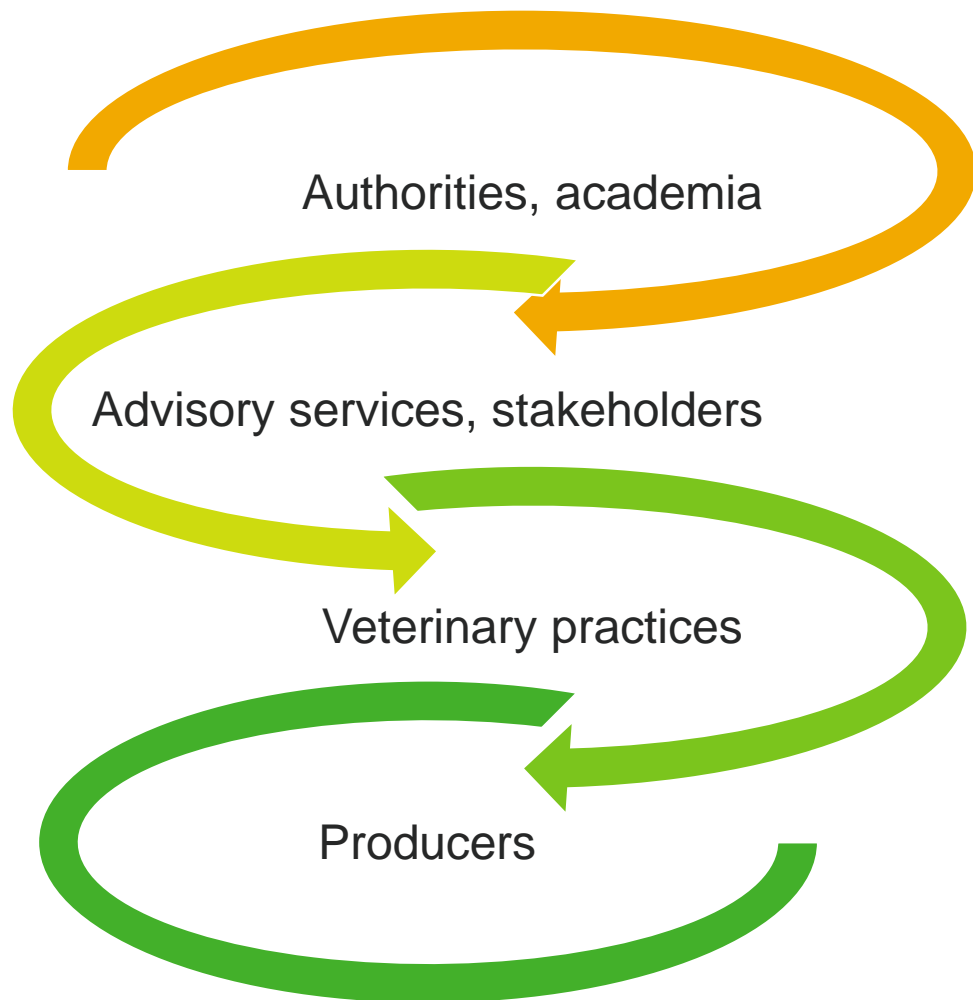 Authorities, academia
Advisory services, stakeholders
Veterinary practices
Producers